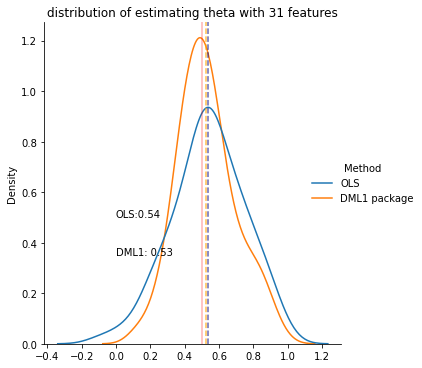 distribution of estimating theta with 31 features
1.2
1.0
0.8
0.6
0.4
0.2
0.0
Density
OLS:0.54
DML1: 0.53
Method
OLS
DML1 package
−0.4 −0.2 0.0 0.2 0.4 0.6 0.8 1.0 1.2